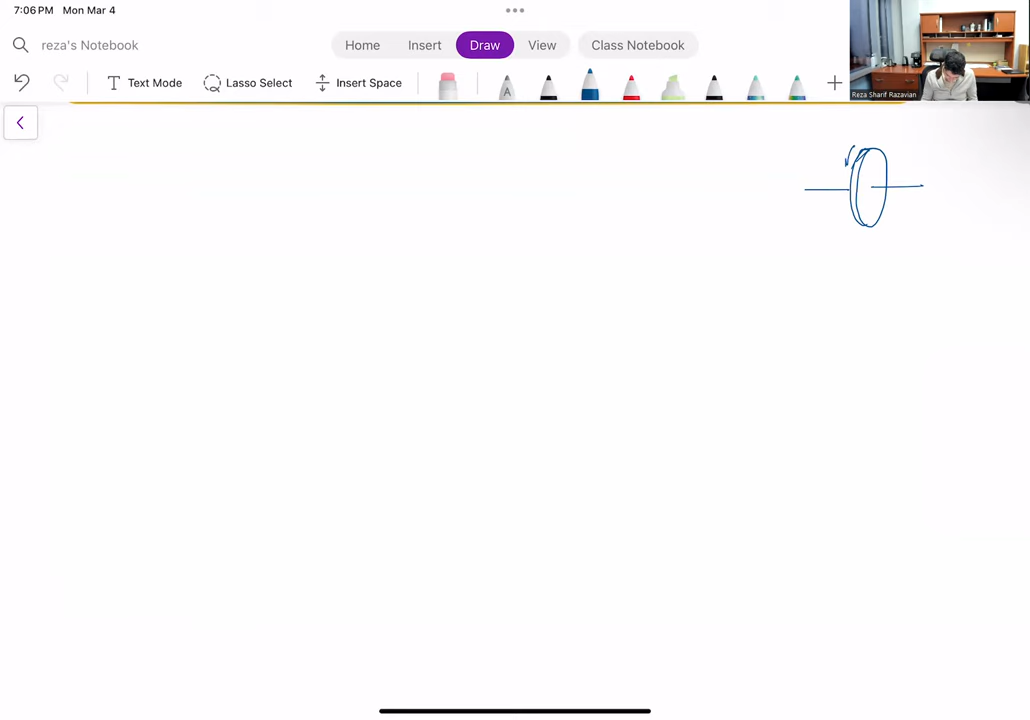 7:06 PM Mon Mar 4
reza's Notebook
Home Insert Draw View Class Notebook
Text Mode Lasso Select Insert Space
A
Reza Sharif Razavian